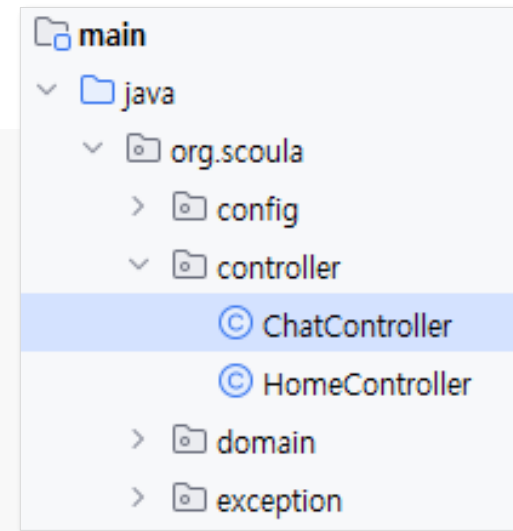 main
java
org.scoula
config
controller
ChatController
HomeController
domain
exception